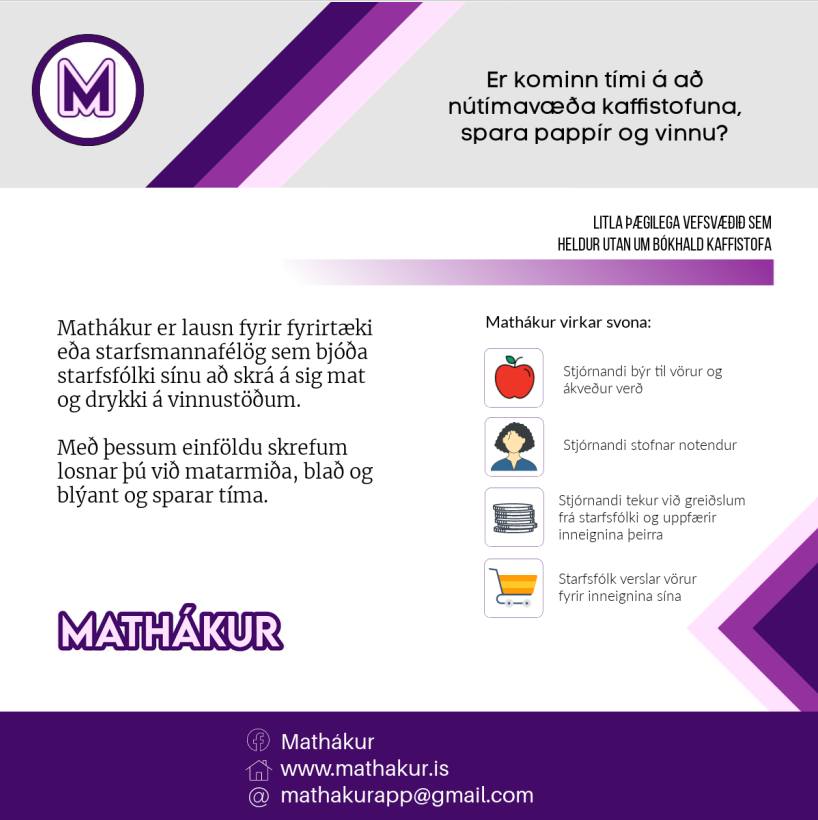 M
Er kominn tími á að
nútímavæða kaffistofuna,
spara pappír og vinnu?
LITLA ÞÆGILEGA VEFSVÆÐIÐ SEM
HELDUR UTAN UM BÓKHALD KAFFISTOFA
Mathákur er lausn fyrir fyrirtæki
eða starfsmannafélög sem bjóða
starfsfólki sínu að skrá á sig mat
og drykki á vinnustöðum.
Með þessum einföldu skrefum
losnar þú við matarmiða, blað og
blýant og sparar tíma.
MATHÁKUR
Mathákur virkar svona:
Stjórnandi býr til vörur og
ákveður verð
Stjórnandi stofnar notendur
Stjórnandi tekur við greiðslum
frá starfsfólki og uppfærir
inneignina þeirra
Starfsfólk verslar vörur
fyrir inneignina sína
Mathákur
www.mathakur.is
@ mathakurapp@gmail.com